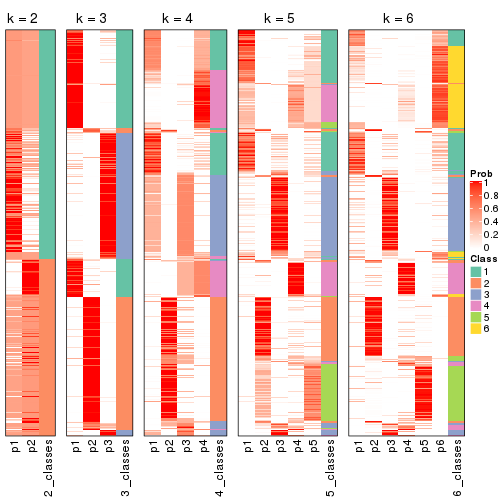 k = 2
k = 3
k = 4
k = 5
k = 6
Prob
1
0.8
0.6
0.4
0.2
0
Class
1
2
3
4
5
6
p1
p2
2_classes
p1
p2
p3
3_classes
p1
p2
p3
p4
4_classes
p1
p2
p3
p4
p5
5_classes
p1
p2
p3
p4
p5
p6
6_classes